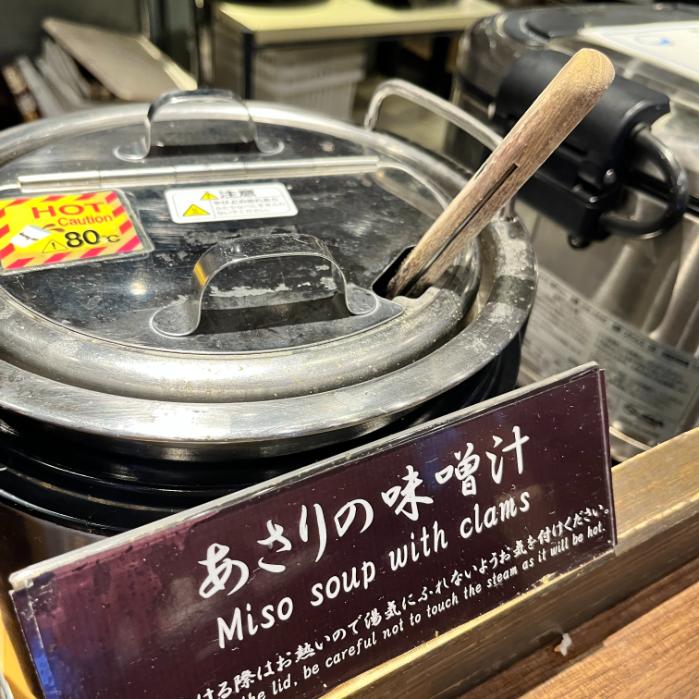 HOT
Caution
80℃
注意
あさりの味噌汁
Miso soup with clams
ける際はお熱いので湯気にふれないようお気を付けください。
the lid, be careful not to touch the steam as it will be hot.